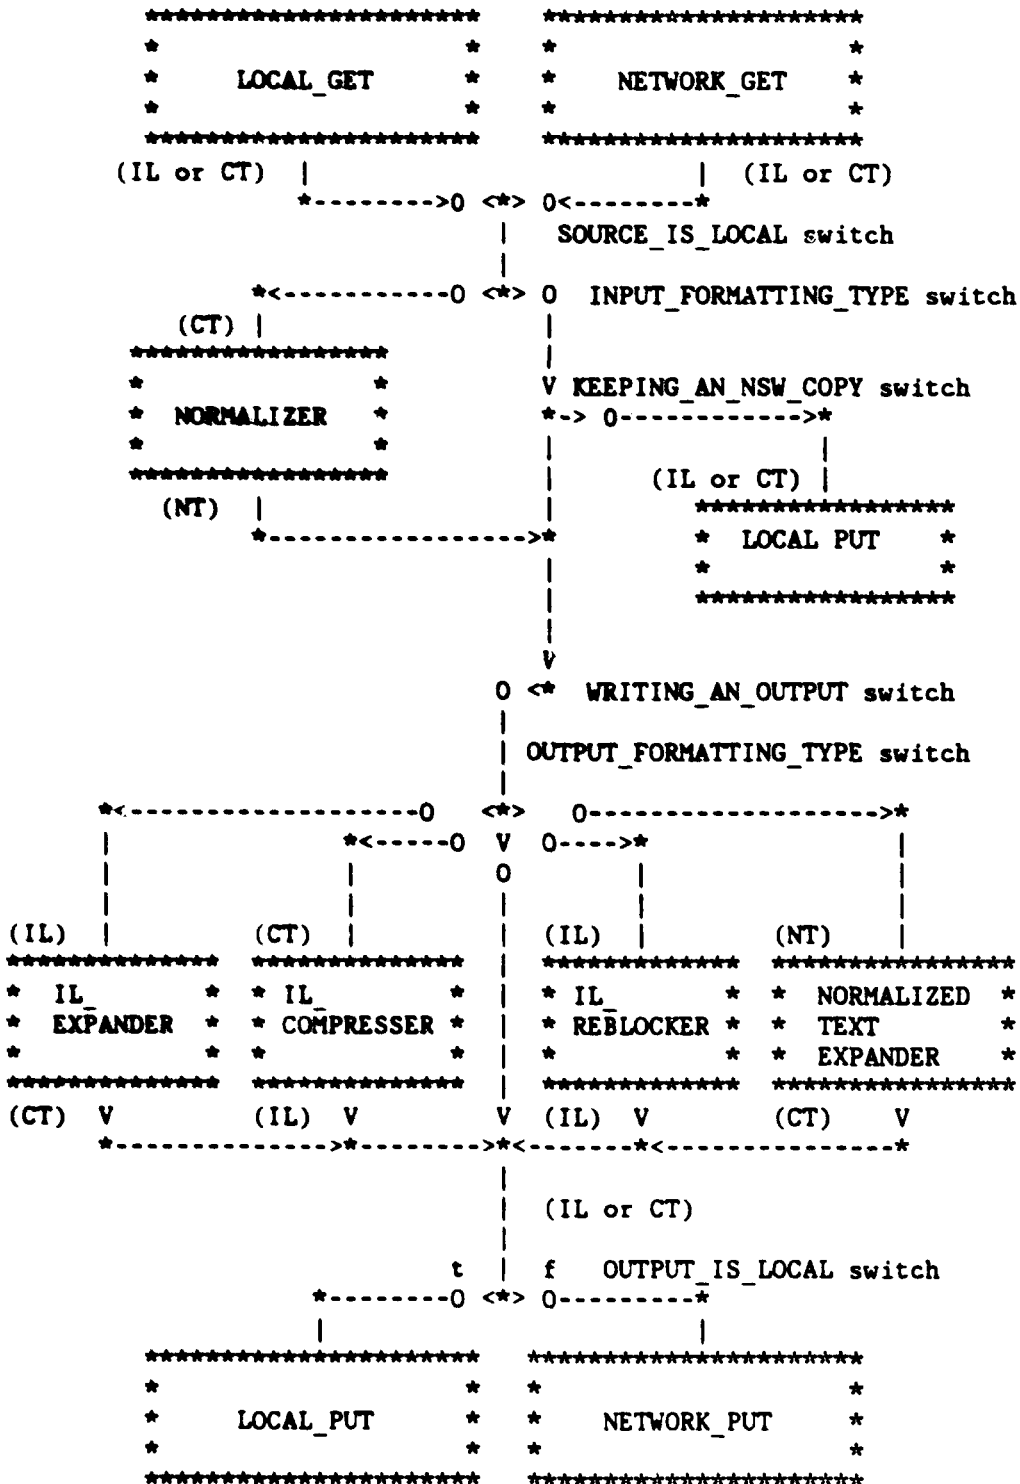 LOCAL_GET NETWORK_GET
(IL or CT) (IL or CT)
SOURCE_IS_LOCAL switch
INPUT_FORMATTING_TYPE switch
(CT)
KEEPING_AN_NSW_COPY switch
NORMALIZER
(IL or CT)
(NT)
LOCAL PUT
WRITING_AN_OUTPUT switch
OUTPUT_FORMATTING_TYPE switch
(IL) (CT) (IL) (NT)
IL_ IL_ IL_ NORMALIZED
EXPANDER COMPRESSER REBLOCKER TEXT
EXPANDER
(CT) V (IL) V V (IL) V (CT) V
(IL or CT)
t f OUTPUT_IS_LOCAL switch
LOCAL_PUT NETWORK_PUT